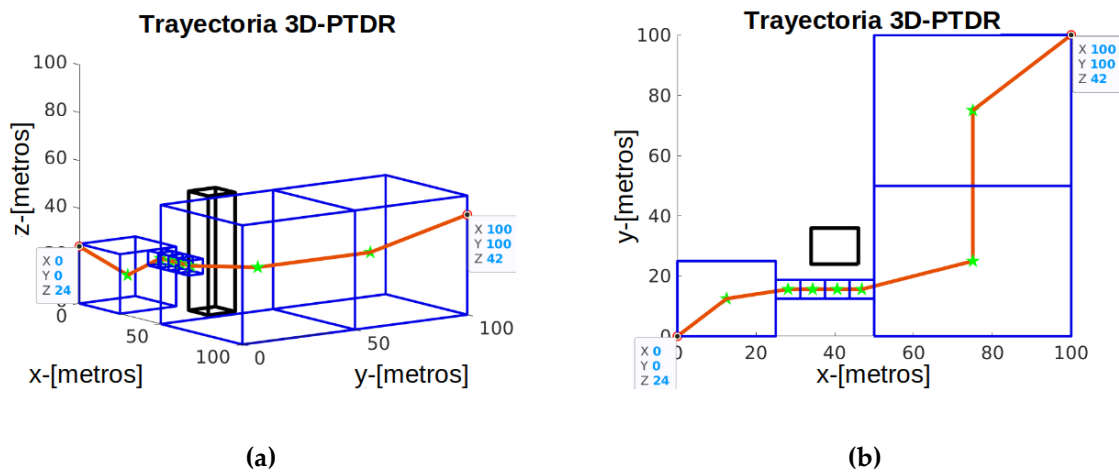 Trayectoria 3D-PTDR
100
80
60
40
20
0
z-[metros]
X 0
Y 0
Z 24
0
50
100
x-[metros]
0
50
100
y-[metros]
X 100
Y 100
Z 42
(a)
Trayectoria 3D-PTDR
100
80
60
40
20
0
y-[metros]
X 100
Y 100
Z 42
X 0
Y 0
Z 24
0
20
40
60
80
100
x-[metros]
(b)